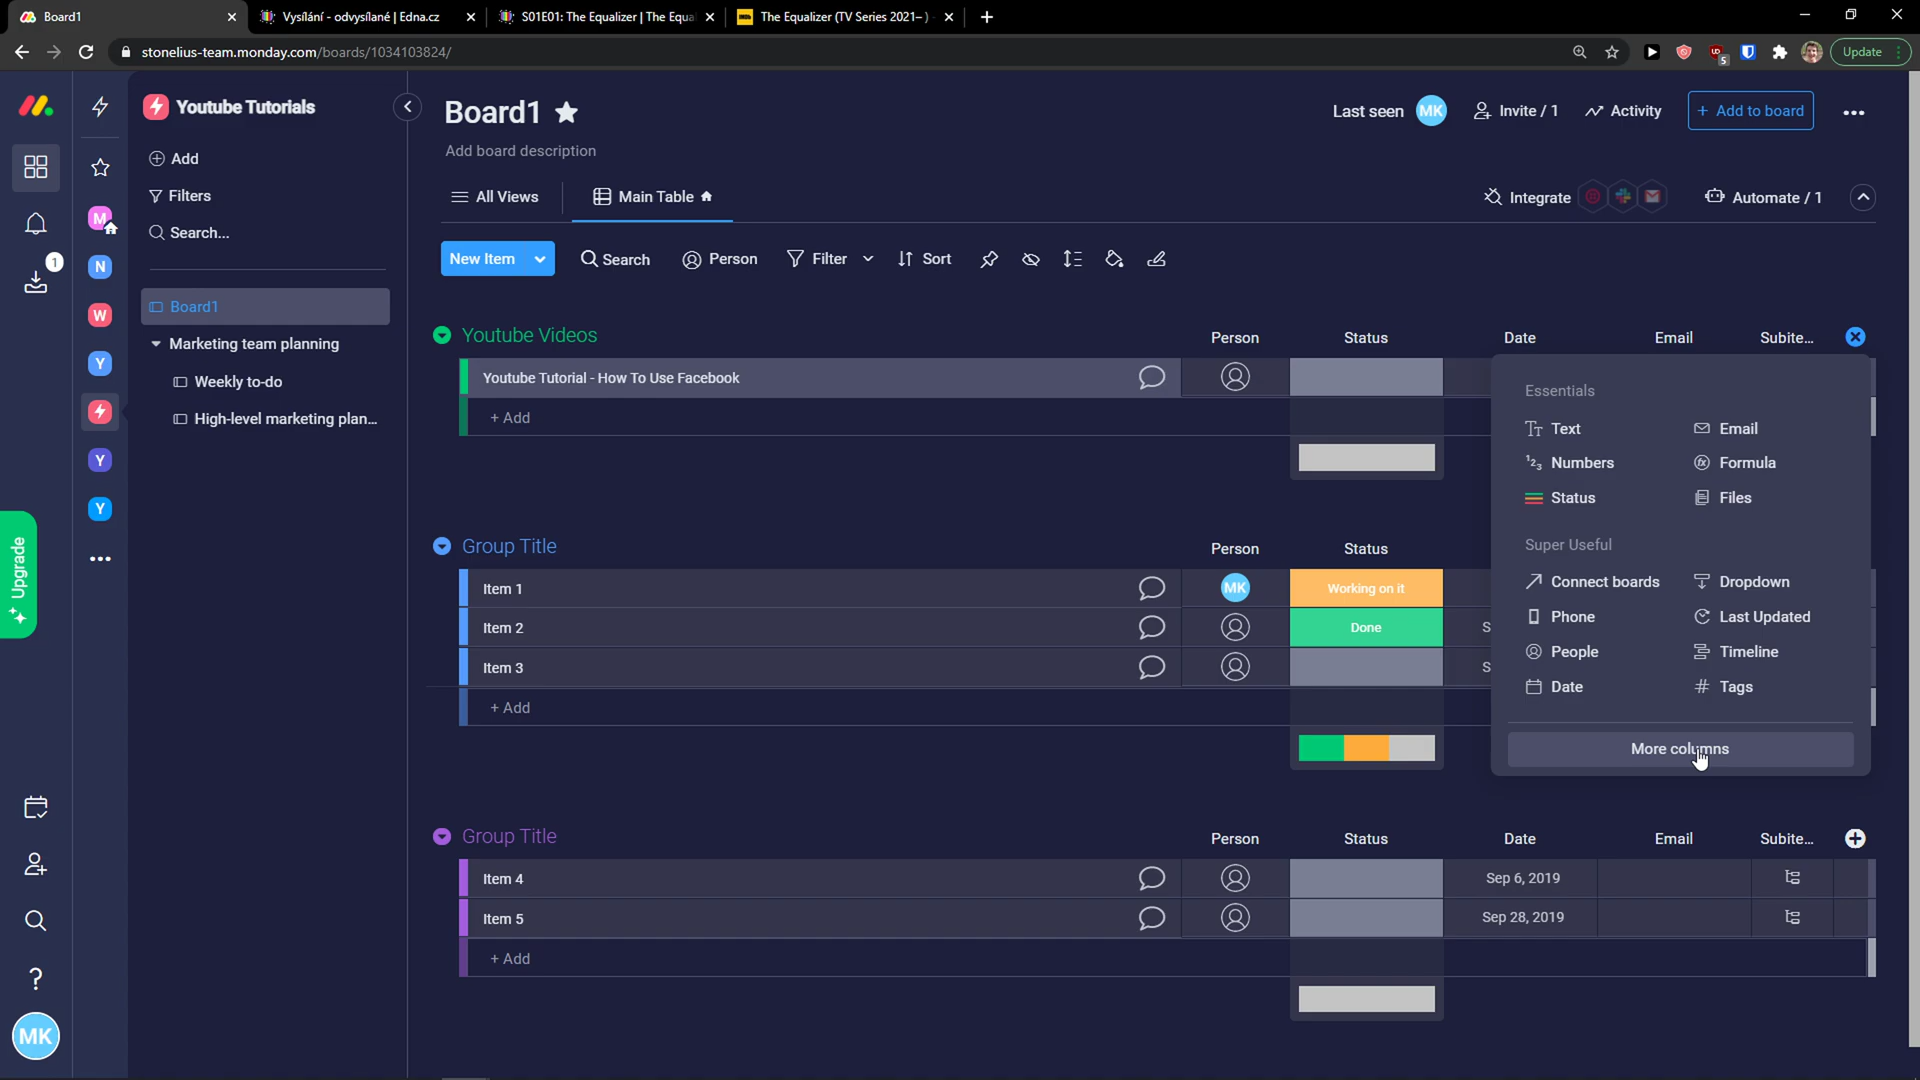 Board1
Vysílání - odvysílané | Edna.cz
S01E01: The Equalizer | The Equa
The Equalizer (TV Series 2021– )
stonelius-team.monday.com/boards/1034103824/
5
Update
Youtube Tutorials
Add
Filters
Search...
Board1
Marketing team planning
Weekly to-do
High-level marketing plan...
1
M
N
W
Y
Y
Y
Upgrade
?
MK
Board1
Add board description
Last seen MK
Invite / 1
Activity
+ Add to board
All Views
Main Table
Integrate
Automate / 1
New Item
Search
Person
Filter
Sort
Youtube Videos
Person Status Date Email Subite...
Youtube Tutorial - How To Use Facebook
+ Add
Group Title
Person Status
Item 1 MK Working on it
Item 2 Done S
Item 3 S
+ Add
Essentials
Text Email
Numbers Formula
Status Files
Super Useful
Connect boards Dropdown
Phone Last Updated
People Timeline
Date Tags
More columns
Group Title
Person Status Date Email Subite...
Item 4 Sep 6, 2019
Item 5 Sep 28, 2019
+ Add